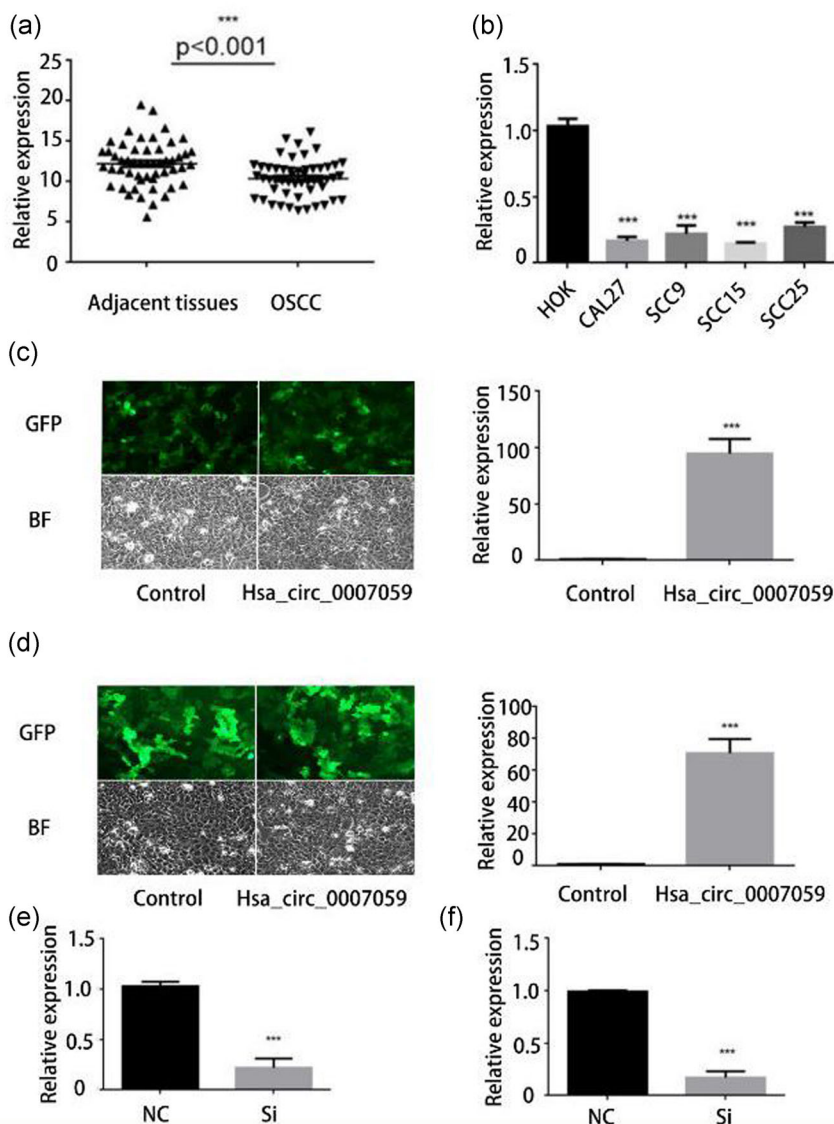 (a)
***
p<0.001
Relative expression
25
20
15
10
5
0
Adjacent tissues OSCC
(b)
Relative expression
1.5
1.0
0.5
0
*** *** *** ***
HOK CAL27 SCC9 SCC15 SCC25
(c)
GFP
BF
Control Hsa_circ_0007059
Relative expression
150
100
50
0
***
Control Hsa_circ_0007059
(d)
GFP
BF
Control Hsa_circ_0007059
Relative expression
100
80
60
40
20
0
***
Control Hsa_circ_0007059
(e)
Relative expression
1.5
1.0
0.5
0
***
NC Si
(f)
Relative expression
1.5
1.0
0.5
0
***
NC Si